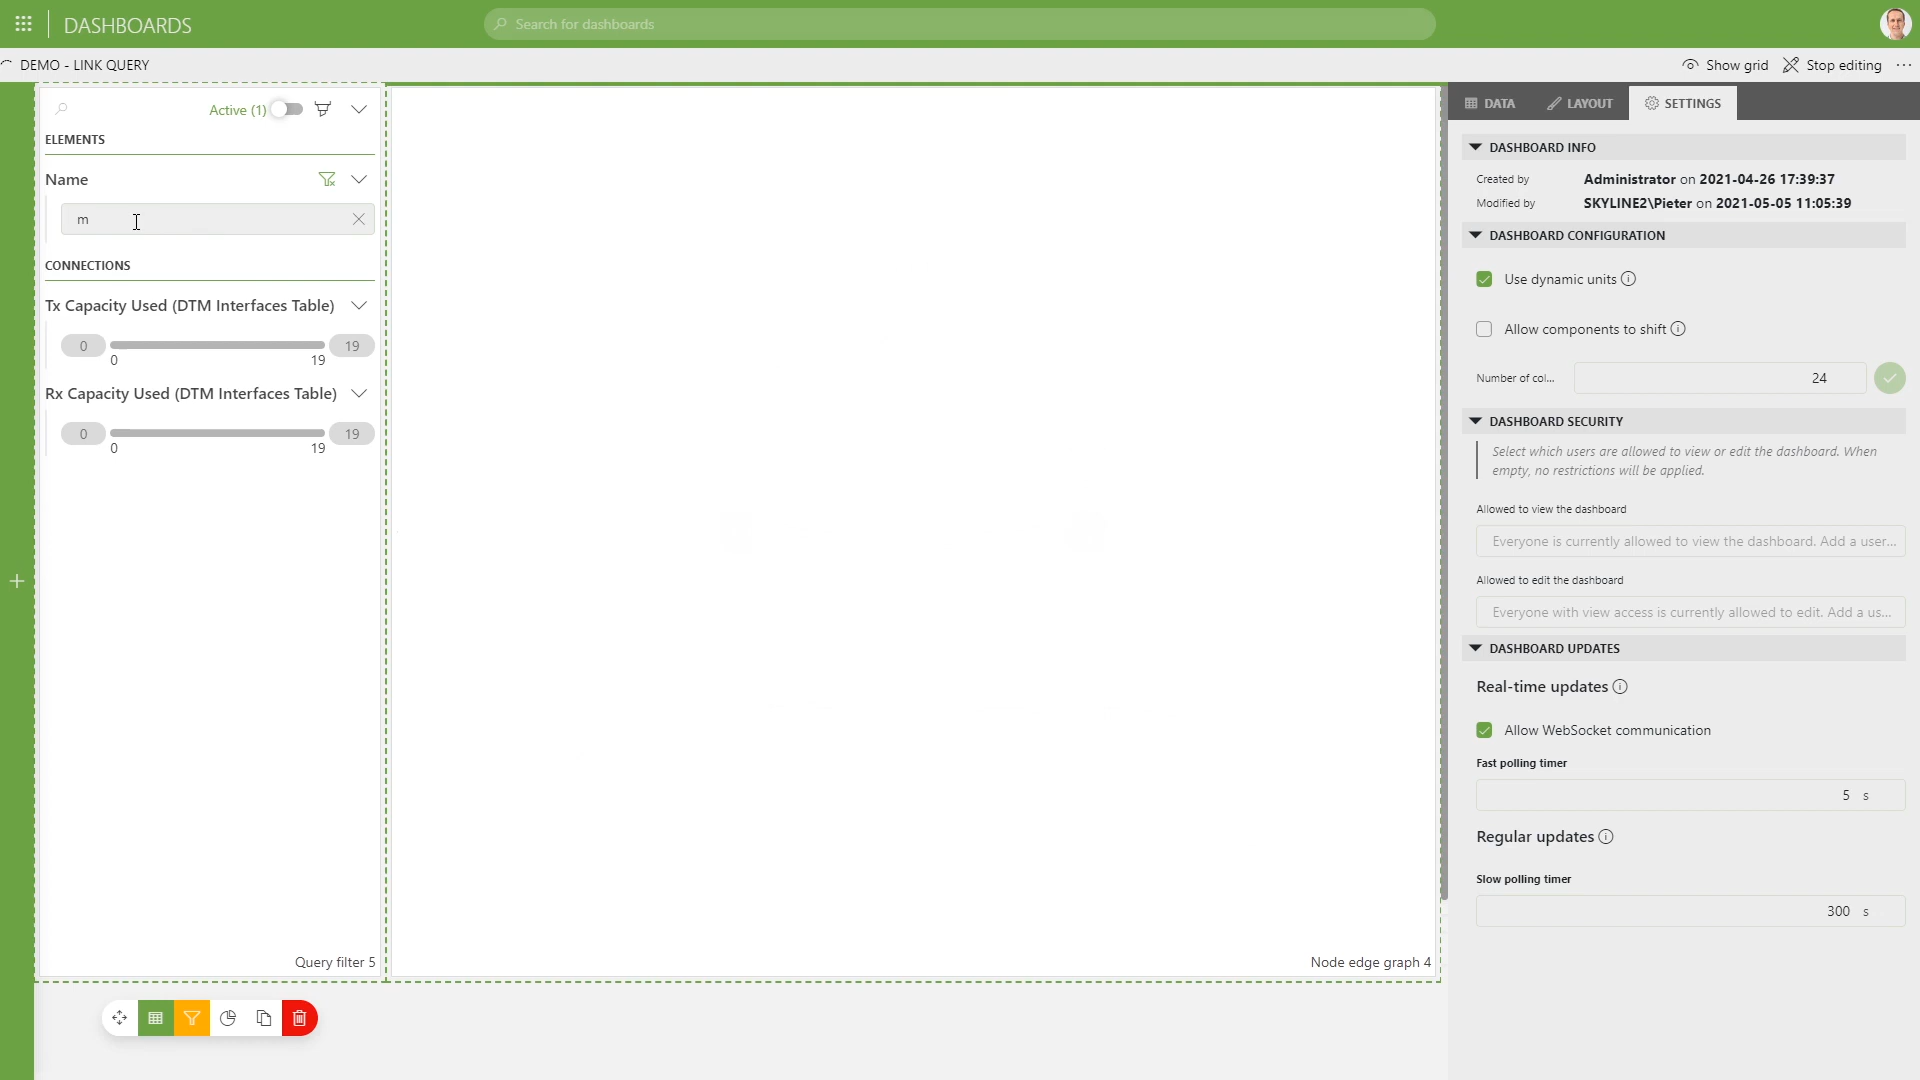 DASHBOARDS
Search for dashboards
DEMO - LINK QUERY
Show grid
Stop editing
Active (1)
ELEMENTS
Name
m
CONNECTIONS
Tx Capacity Used (DTM Interfaces Table)
0
19
0
19
Rx Capacity Used (DTM Interfaces Table)
0
19
0
19
Query filter 5
Node edge graph 4
DATA
LAYOUT
SETTINGS
DASHBOARD INFO
Created by Administrator on 2021-04-26 17:39:37
Modified by SKYLINE2\Pieter on 2021-05-05 11:05:39
DASHBOARD CONFIGURATION
Use dynamic units
Allow components to shift
Number of col... 24
DASHBOARD SECURITY
Select which users are allowed to view or edit the dashboard. When
empty, no restrictions will be applied.
Allowed to view the dashboard
Everyone is currently allowed to view the dashboard. Add a user...
Allowed to edit the dashboard
Everyone with view access is currently allowed to edit. Add a us...
DASHBOARD UPDATES
Real-time updates
Allow WebSocket communication
Fast polling timer
5 s
Regular updates
Slow polling timer
300 s